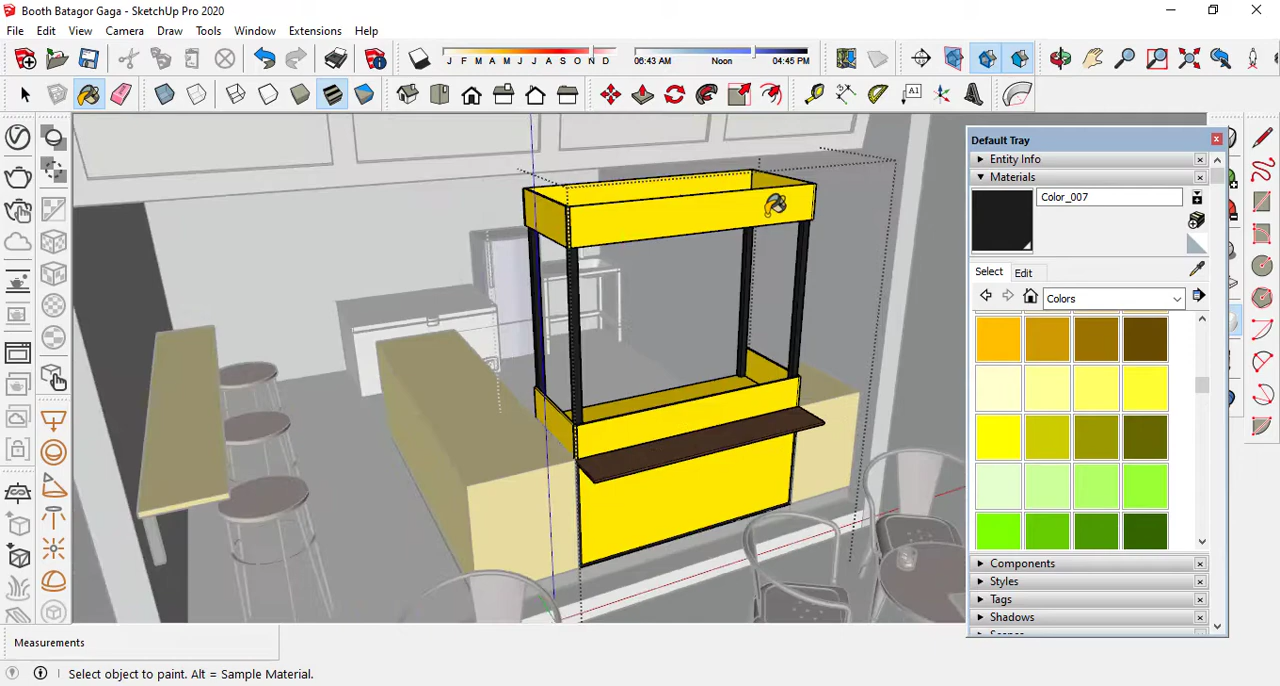 Booth Batagor Gaga - SketchUp Pro 2020
File Edit View Camera Draw Tools Window Extensions Help
J F M A M J J A S O N D
06:43 AM Noon 04:45 PM
A1
Default Tray
Entity Info
Materials
Color_007
Select Edit
Colors
Components
Styles
Tags
Shadows
Measurements
Select object to paint. Alt = Sample Material.